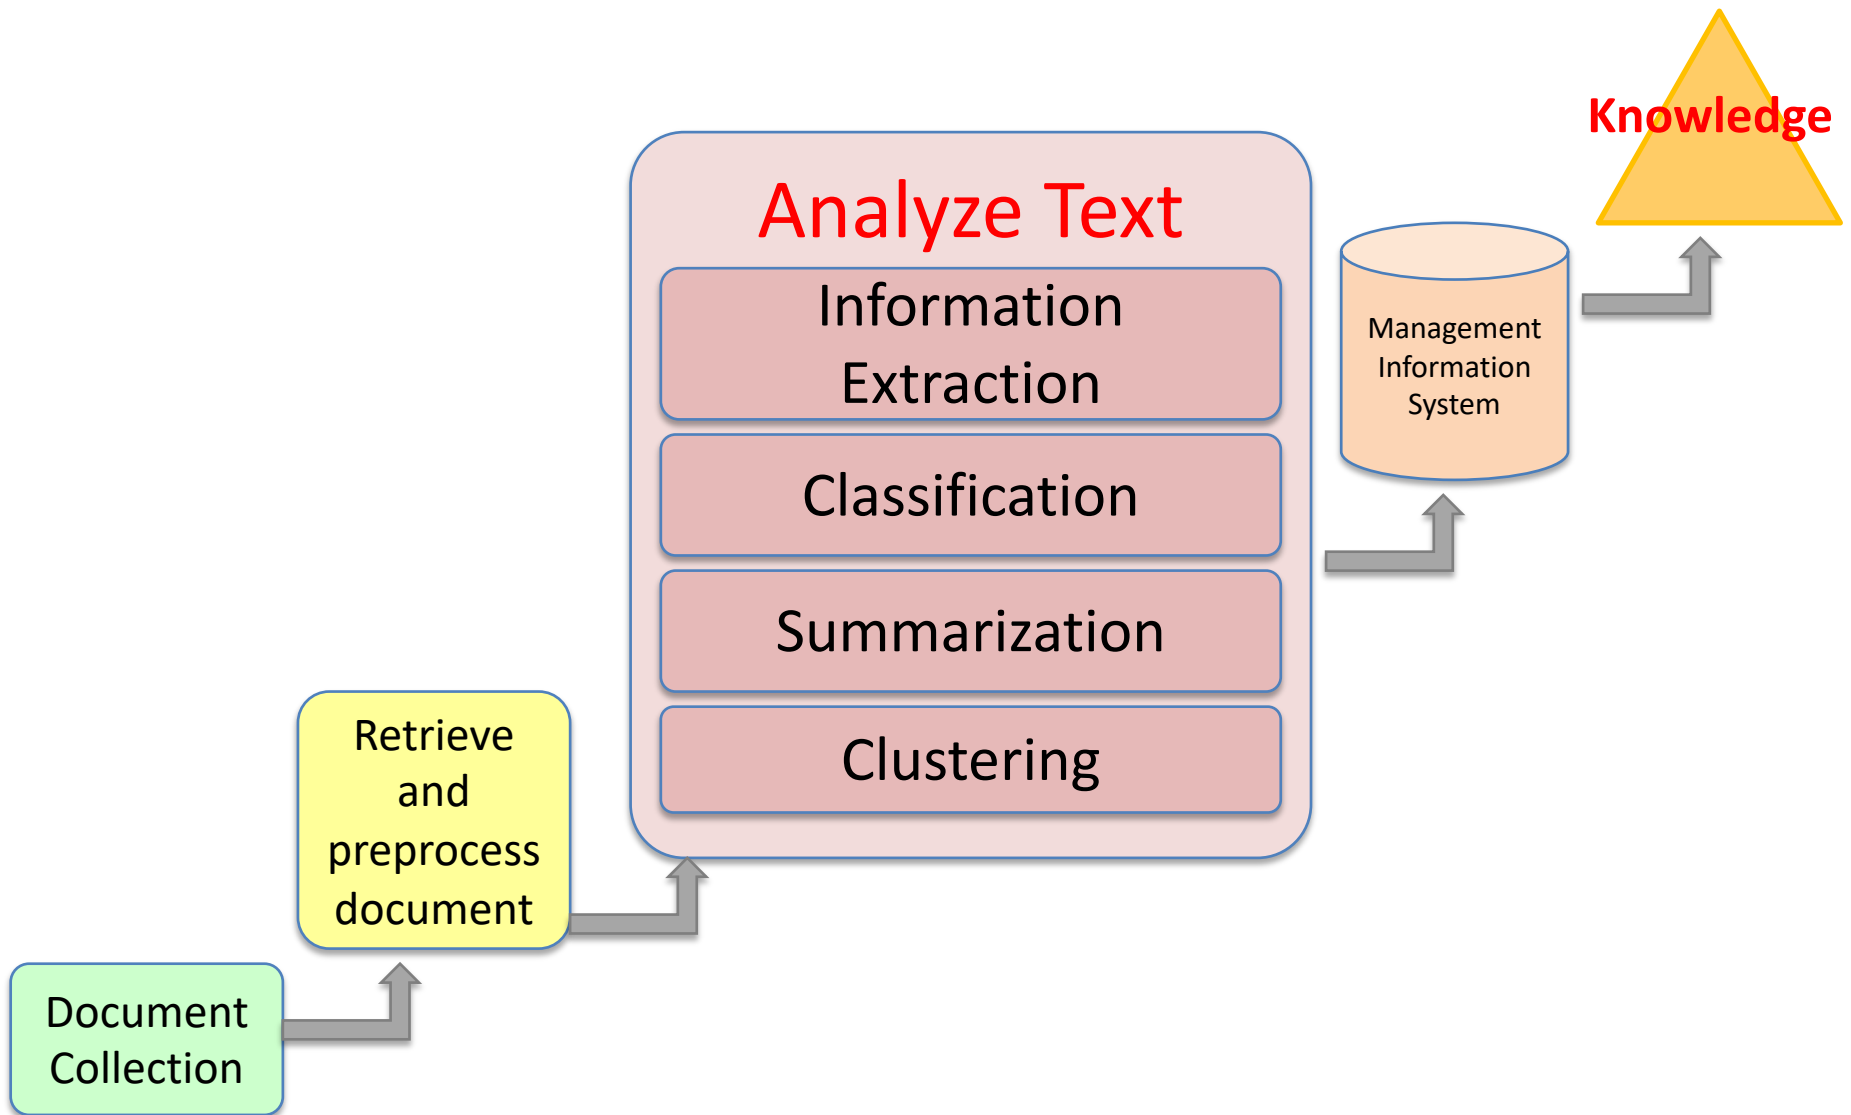 Knowledge
Analyze Text
Information
Extraction
Classification
Summarization
Clustering
Management
Information
System
Retrieve
and
preprocess
document
Document
Collection